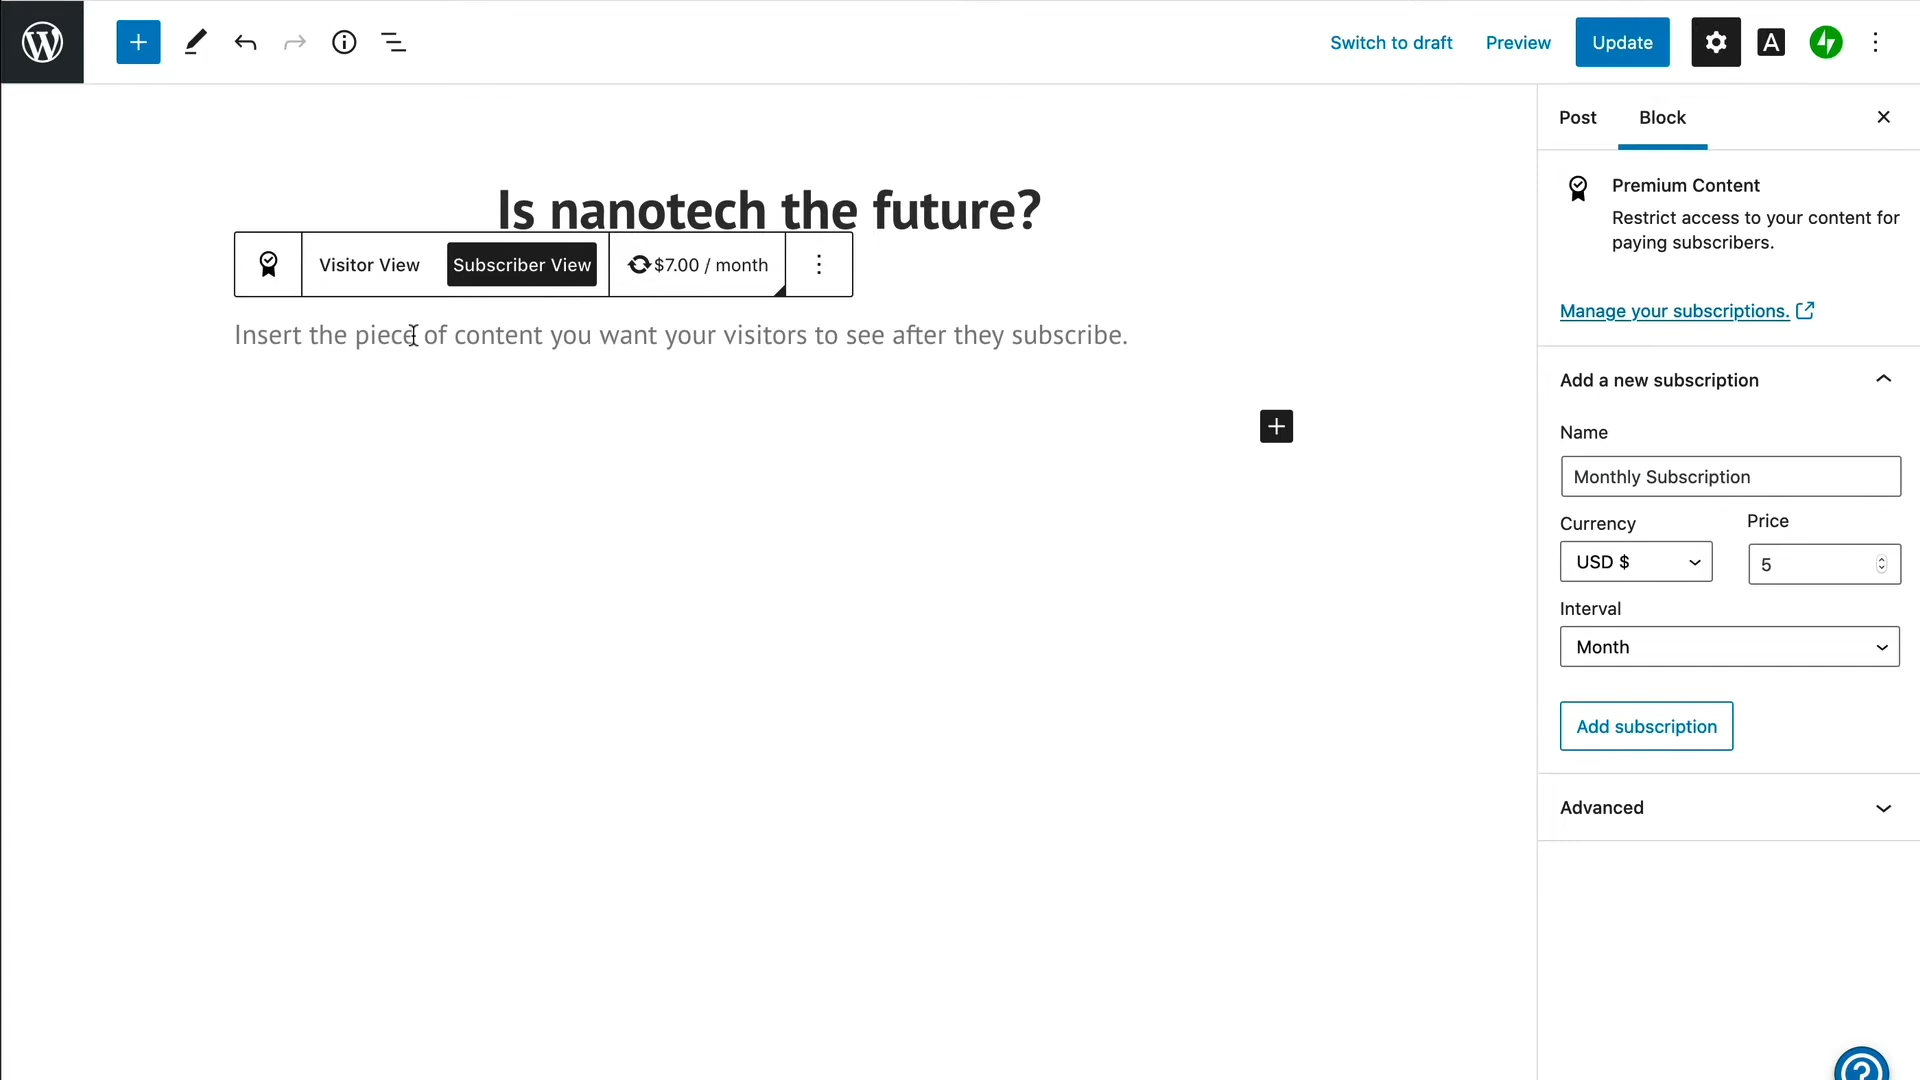 Switch to draft Preview Update A
Post Block
Is nanotech the future?
Premium Content
Restrict access to your content for
paying subscribers.
Visitor View Subscriber View $7.00 / month
Manage your subscriptions.
Insert the piece of content you want your visitors to see after they subscribe.
Add a new subscription
Name
Monthly Subscription
Currency Price
USD $ 5
Interval
Month
Add subscription
Advanced